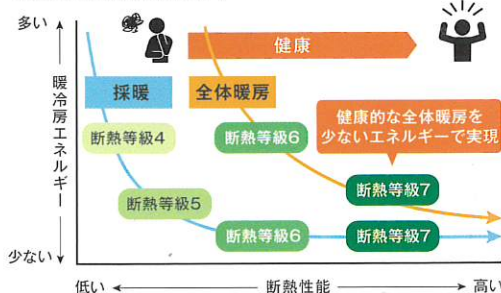 多い
健康
暖冷房エネルギー
採暖
全体暖房
健康的な全体暖房を
少ないエネルギーで実現
断熱等級4
断熱等級6
断熱等級7
断熱等級5
断熱等級6
断熱等級7
少ない
低い
断熱性能
高い